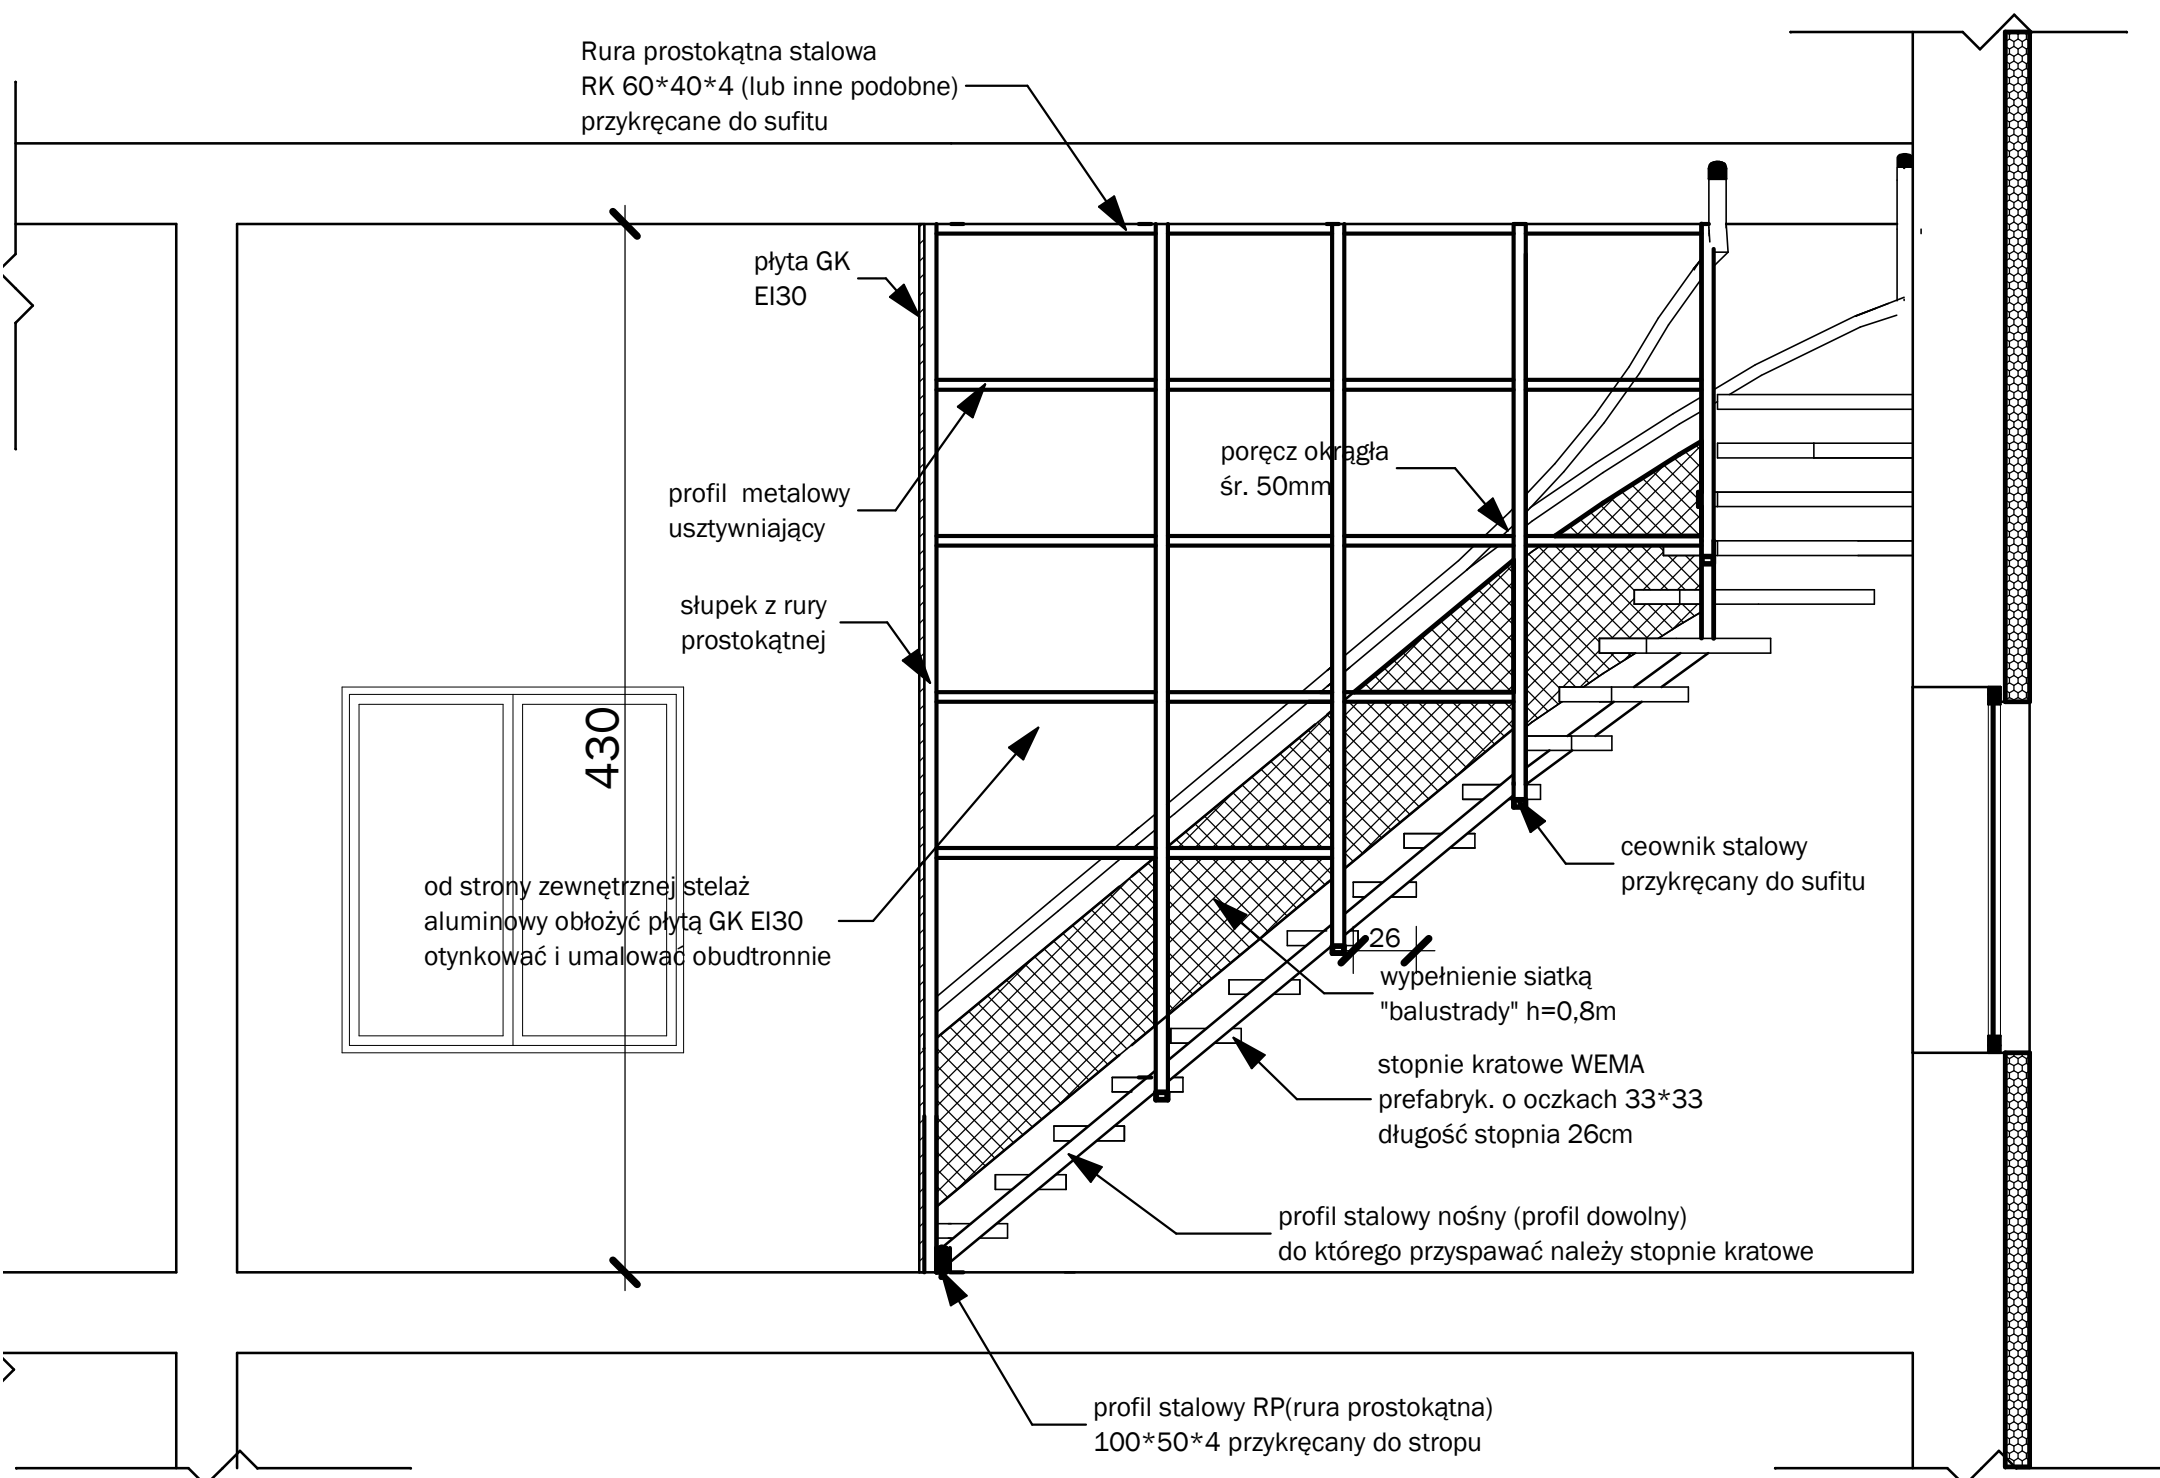 Rura prostokątna stalowa
RK 60*40*4 (lub inne podobne)
przykręcane do sufitu
płyta GK
EI30
poręcz okrągła
śr. 50mm
profil metalowy
usztywniający
słupek z rury
prostokątnej
430
ceownik stalowy
przykręcany do sufitu
od strony zewnętrznej stelaż
aluminowy obłożyć płytą GK EI30
otynkować i umalować obudtronnie
26
wypełnienie siatką
"balustrady" h=0,8m
stopnie kratowe WEMA
prefabryk. o oczkach 33*33
długość stopnia 26cm
profil stalowy nośny (profil dowolny)
do którego przyspawać należy stopnie kratowe
profil stalowy RP(rura prostokątna)
100*50*4 przykręcany do stropu